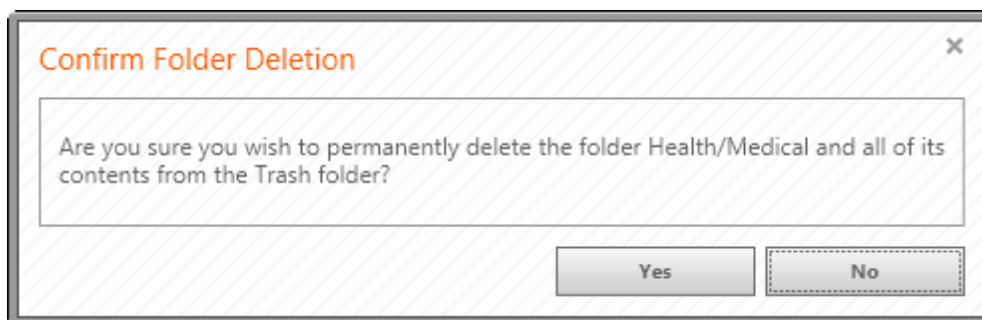 Confirm Folder Deletion
Are you sure you wish to permanently delete the folder Health/Medical and all of its
contents from the Trash folder?
Yes No